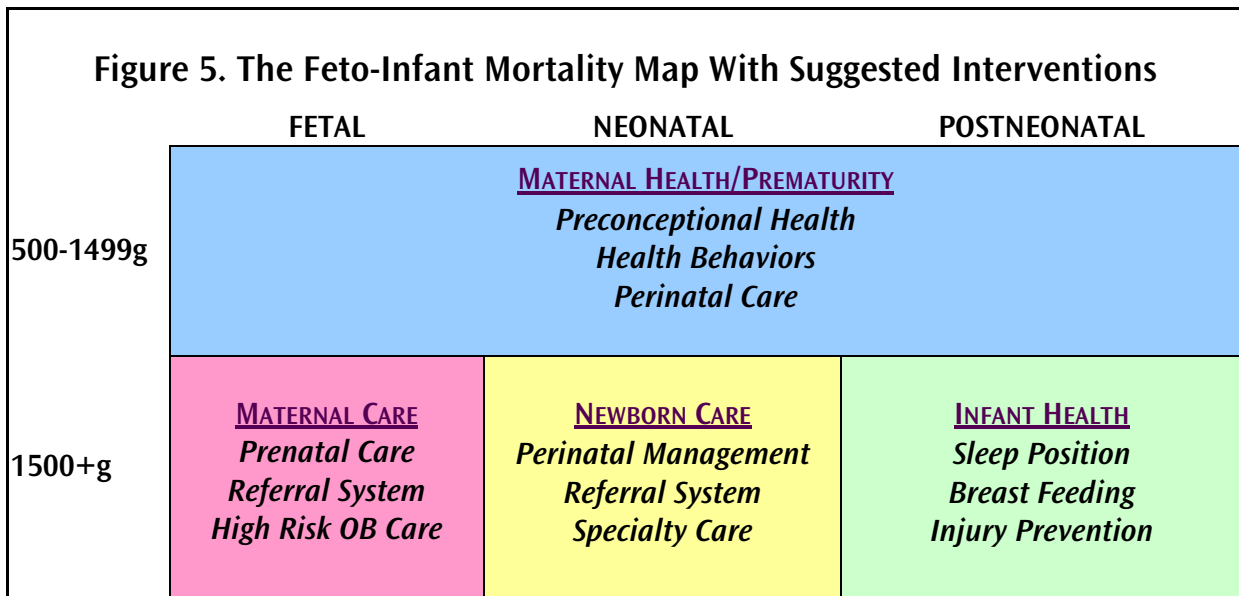 Figure 5. The Feto-Infant Mortality Map With Suggested Interventions
FETAL NEONATAL POSTNEONATAL
500-1499g
MATERNAL HEALTH/PREMATURITY
Preconceptional Health
Health Behaviors
Perinatal Care
1500+g
MATERNAL CARE
Prenatal Care
Referral System
High Risk OB Care
NEWBORN CARE
Perinatal Management
Referral System
Specialty Care
INFANT HEALTH
Sleep Position
Breast Feeding
Injury Prevention